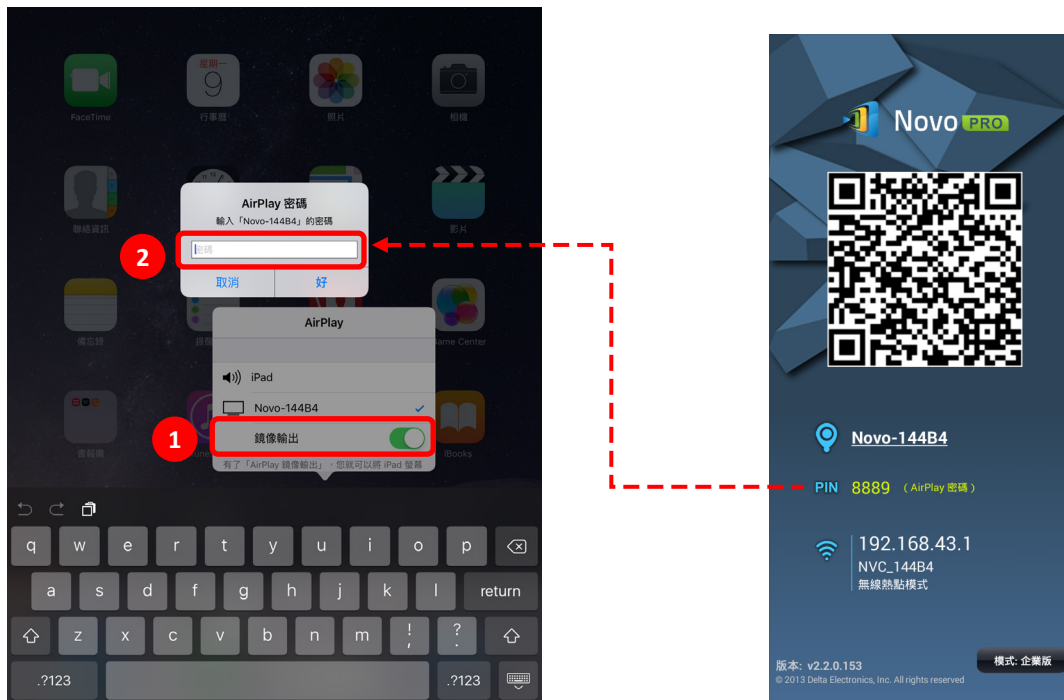 FaceTime
星期一
9
行事曆
照片
相機
聯絡資訊
影片
AirPlay 密碼
輸入「Novo-144B4」的密碼
密碼
取消
好
2
備忘錄
Game Center
AirPlay
iPad
Novo-144B4
鏡像輸出
1
有了「AirPlay 鏡像輸出」，您就可以將 iPad 螢幕
書報攤
iBooks
q w e r t y u i o p
a s d f g h j k l return
z x c v b n m ! , ? .
.?123 .?123
Novo PRO
Novo-144B4
PIN 8889 （AirPlay 密碼）
192.168.43.1
NVC_144B4
無線熱點模式
版本: v2.2.0.153
模式: 企業版
© 2013 Delta Electronics, Inc. All rights reserved